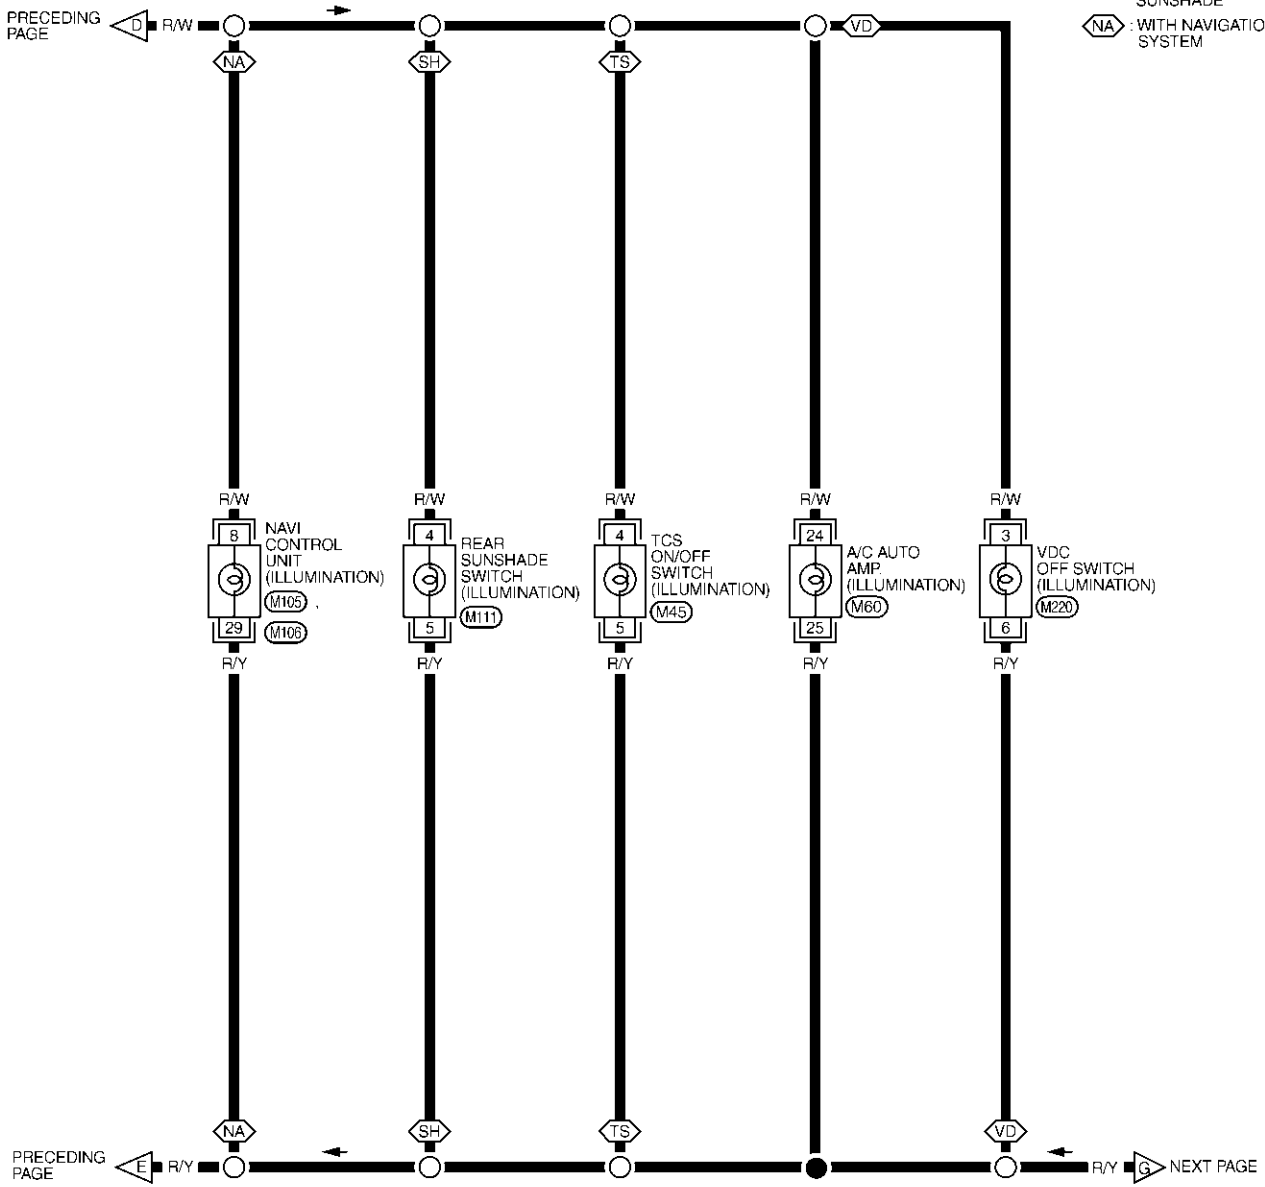 SUNSHADE
NA : WITH NAVIGATIO
SYSTEM
PRECEDING
PAGE
D R/W
VD
NA SH TS
R/W R/W R/W R/W R/W
8 4 4 24 3
NAVI
CONTROL
UNIT
(ILLUMINATION)
M105
M106
REAR
SUNSHADE
SWITCH
(ILLUMINATION)
M111
TCS
ON/OFF
SWITCH
(ILLUMINATION)
M45
A/C AUTO
AMP.
(ILLUMINATION)
M60
VDC
OFF SWITCH
(ILLUMINATION)
M220
29 5 5 25 6
R/Y R/Y R/Y R/Y R/Y
NA SH TS VD
PRECEDING
PAGE
E R/Y
R/Y G NEXT PAGE